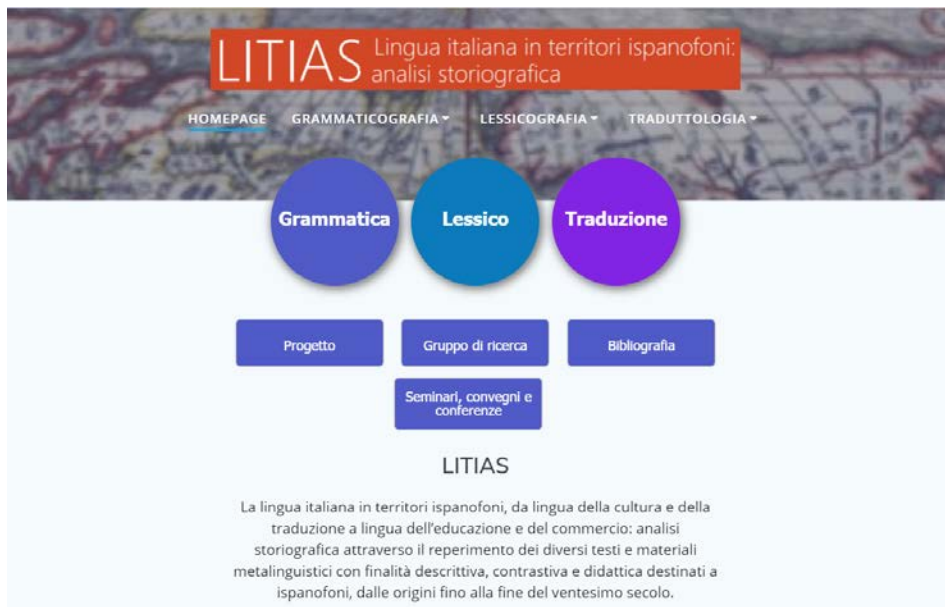 LITIAS Lingua italiana in territori ispanofoni:
analisi storiografica
HOMEPAGE GRAMMATICOGRAFIA LESSICOGRAFIA TRADUTTOLOGIA
Grammatica Lessico Traduzione
Progetto Gruppo di ricerca Bibliografia
Seminari, convegni e
conferenze
LITIAS
La lingua italiana in territori ispanofoni, da lingua della cultura e della
traduzione a lingua dell'educazione e del commercio: analisi
storiografica attraverso il reperimento dei diversi testi e materiali
metalinguistici con finalità descrittiva, contrastiva e didattica destinati a
ispanofoni, dalle origini fino alla fine del ventesimo secolo.